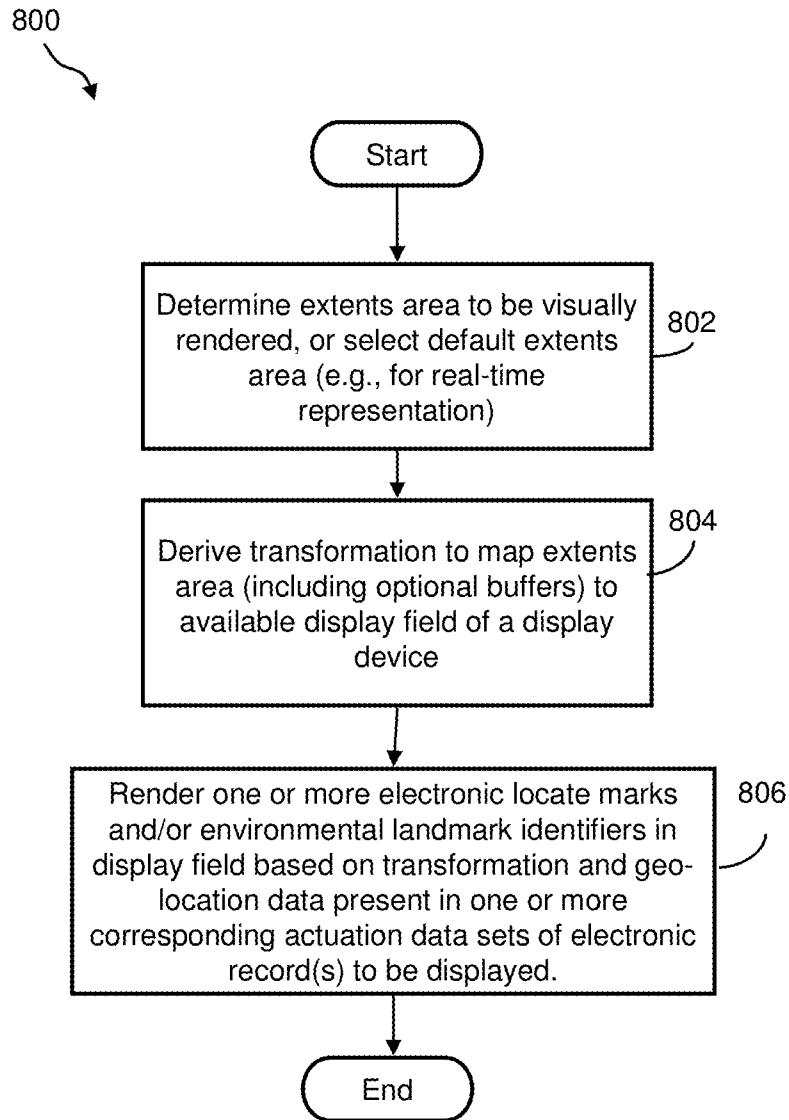 800
Start
Determine extents area to be visually
rendered, or select default extents
area (e.g., for real-time
representation)
802
Derive transformation to map extents
area (including optional buffers) to
available display field of a display
device
804
Render one or more electronic locate marks
and/or environmental landmark identifiers in
display field based on transformation and geo-
location data present in one or more
corresponding actuation data sets of electronic
record(s) to be displayed.
806
End